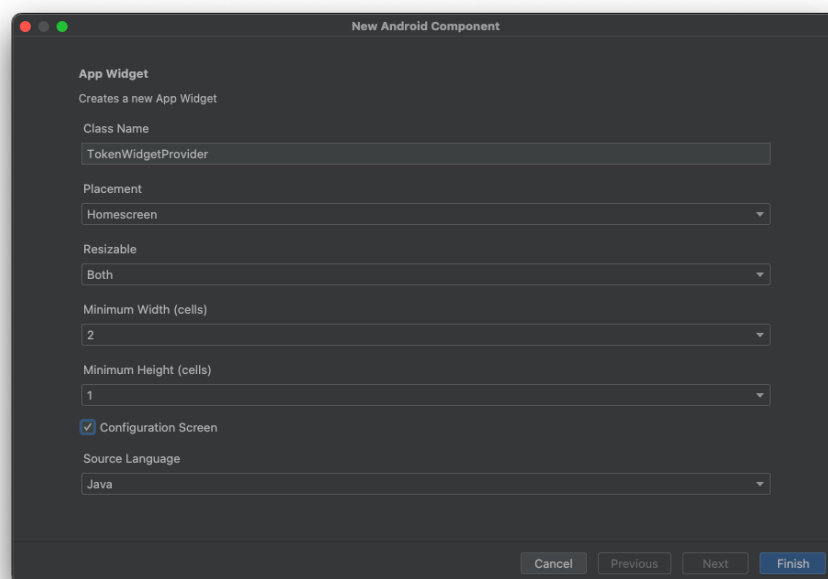 New Android Component
App Widget
Creates a new App Widget
Class Name
TokenWidgetProvider
Placement
Homescreen
Resizable
Both
Minimum Width (cells)
2
Minimum Height (cells)
1
Configuration Screen
Source Language
Java
Cancel Previous Next Finish